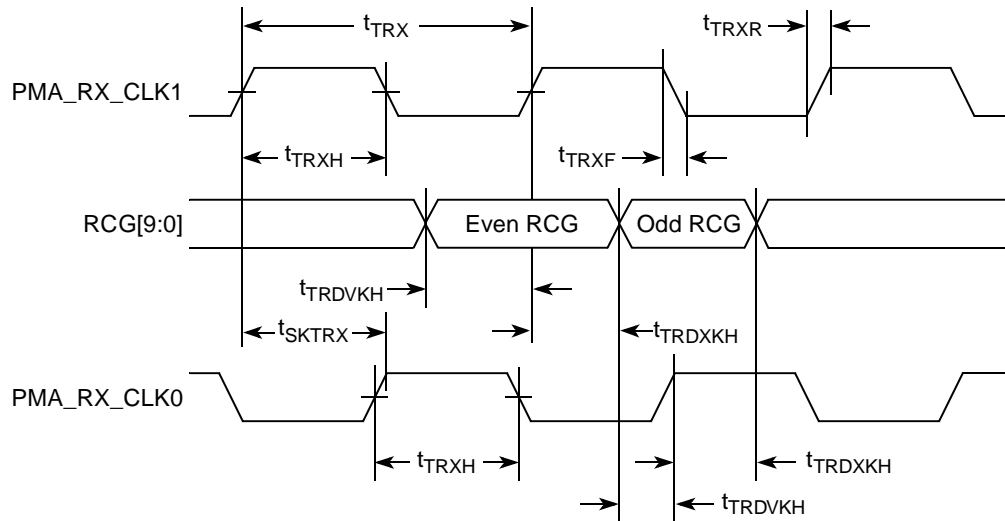 tTRX
tTRXR
PMA_RX_CLK1
tTRXH
tTRXF
RCG[9:0]
Even RCG
Odd RCG
tTRDVKH
tSKTRX
tTRDXKH
PMA_RX_CLK0
tTRXH
tTRDXKH
tTRDVKH